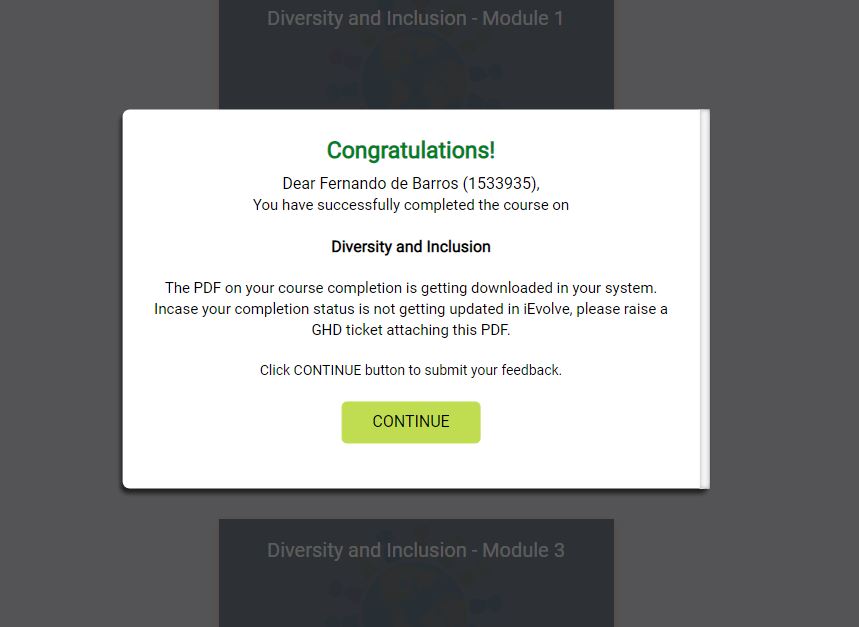 Diversity and Inclusion - Module 1
Congratulations!
Dear Fernando de Barros (1533935),
You have successfully completed the course on
Diversity and Inclusion
The PDF on your course completion is getting downloaded in your system.
Incase your completion status is not getting updated in iEvolve, please raise a
GHD ticket attaching this PDF.
Click CONTINUE button to submit your feedback.
CONTINUE
Diversity and Inclusion - Module 3